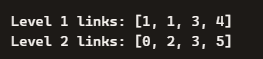 Level 1 links: [1, 1, 3, 4]
Level 2 links: [0, 2, 3, 5]